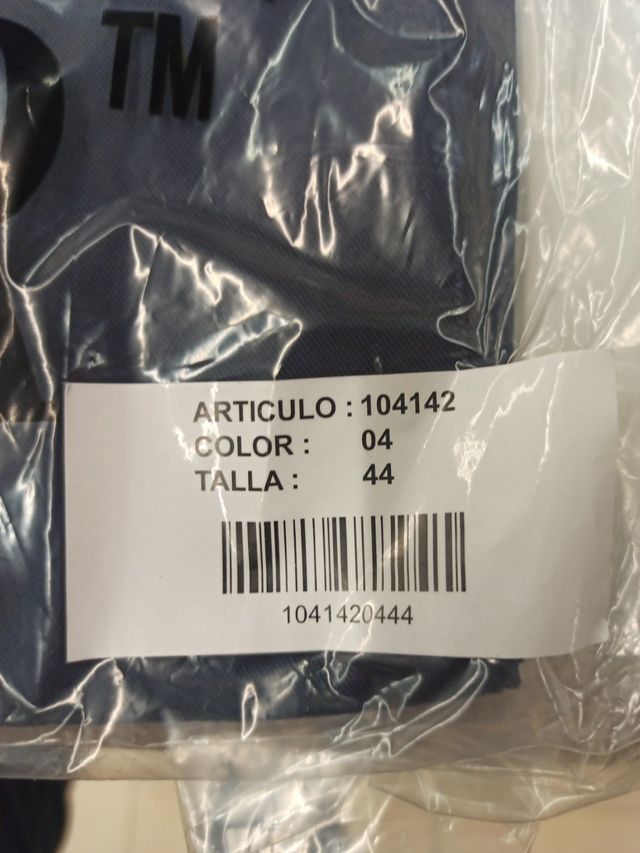 TM
ARTICULO : 104142
COLOR : 04
TALLA : 44
1041420444